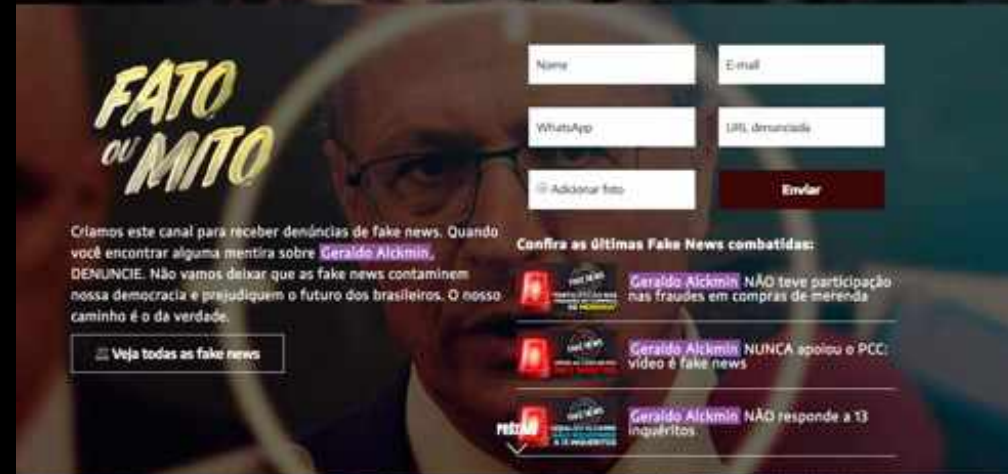 FATO
OU MITO
Criamos este canal para receber denúncias de fake news. Quando
você encontrar alguma mentira sobre Geraldo Alckmin,
DENUNCIE. Não vamos deixar que as fake news contaminem
nossa democracia e prejudiquem o futuro dos brasileiros. O nosso
caminho é o da verdade.
Veja todas as fake news
Nome
E-mail
WhatsApp
URL denunciada
Adicionar foto
Enviar
Confira as últimas Fake News combatidas:
Geraldo Alckmin NÃO teve participação
nas fraudes em compras de merenda
Geraldo Alckmin NUNCA apoiou o PCC:
vídeo é fake news
Geraldo Alckmin NÃO responde a 13
inquéritos